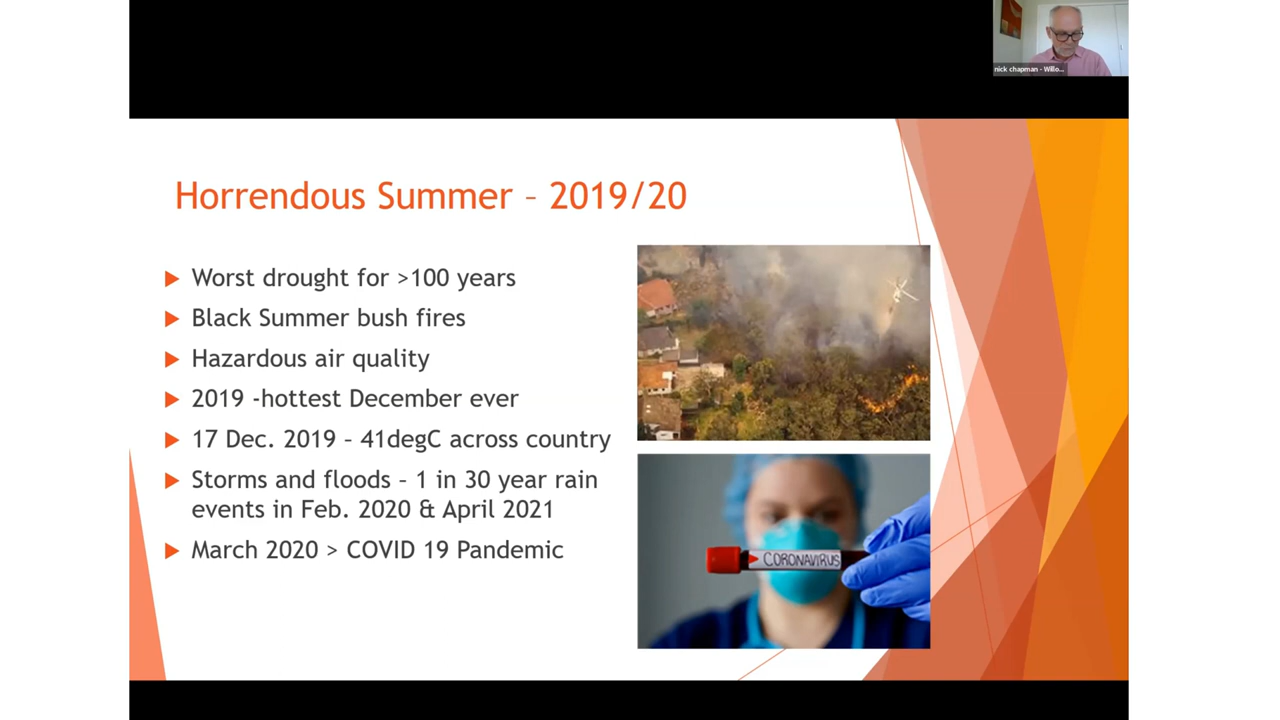 nick chapman - Willo...
Horrendous Summer – 2019/20
Worst drought for >100 years
Black Summer bush fires
Hazardous air quality
2019 -hottest December ever
17 Dec. 2019 – 41degC across country
Storms and floods – 1 in 30 year rain
events in Feb. 2020 & April 2021
March 2020 > COVID 19 Pandemic
CORONAVIRUS